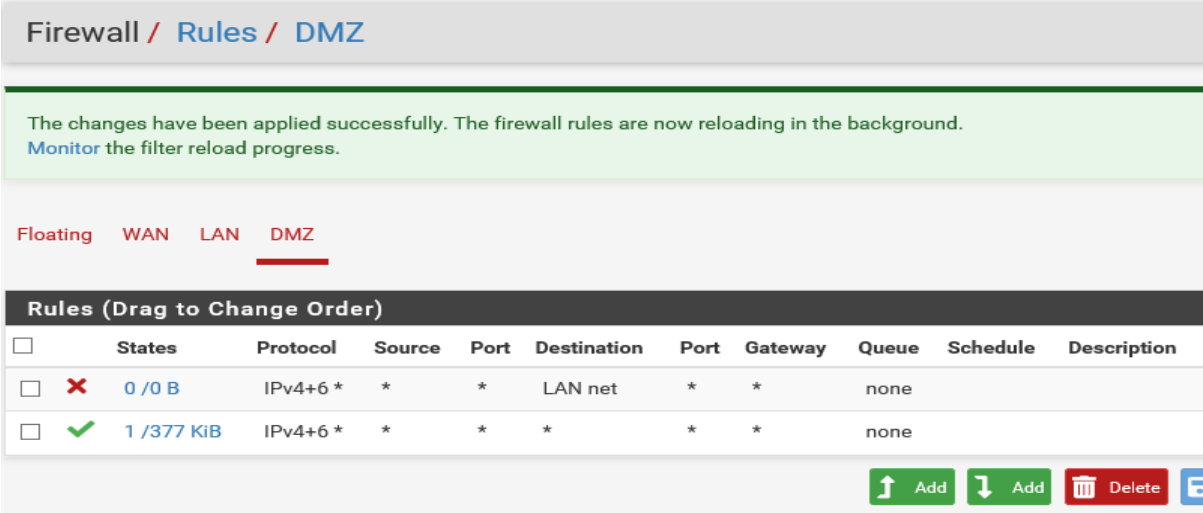 Firewall / Rules / DMZ
The changes have been applied successfully. The firewall rules are now reloading in the background.
Monitor the filter reload progress.
Floating WAN LAN DMZ
Rules (Drag to Change Order)
States Protocol Source Port Destination Port Gateway Queue Schedule Description
0 /0 B IPv4+6 * * * LAN net * * none
1 /377 KiB IPv4+6 * * * * * * none
Add Add Delete